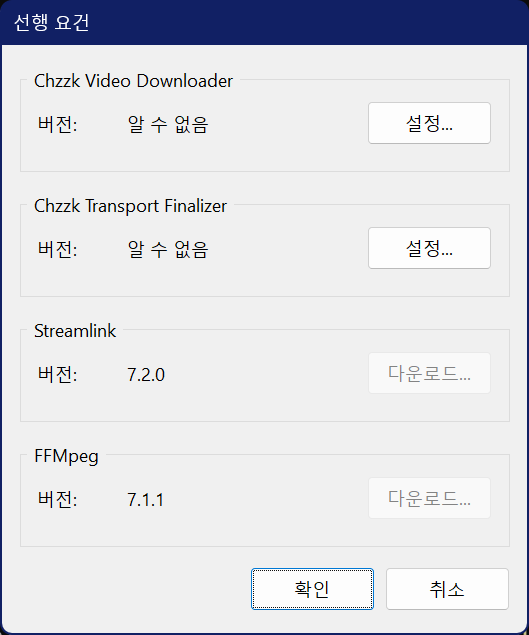 선행 요건
Chzzk Video Downloader
버전: 알 수 없음 설정...
Chzzk Transport Finalizer
버전: 알 수 없음 설정...
Streamlink
버전: 7.2.0 다운로드...
FFMpeg
버전: 7.1.1 다운로드...
확인 취소